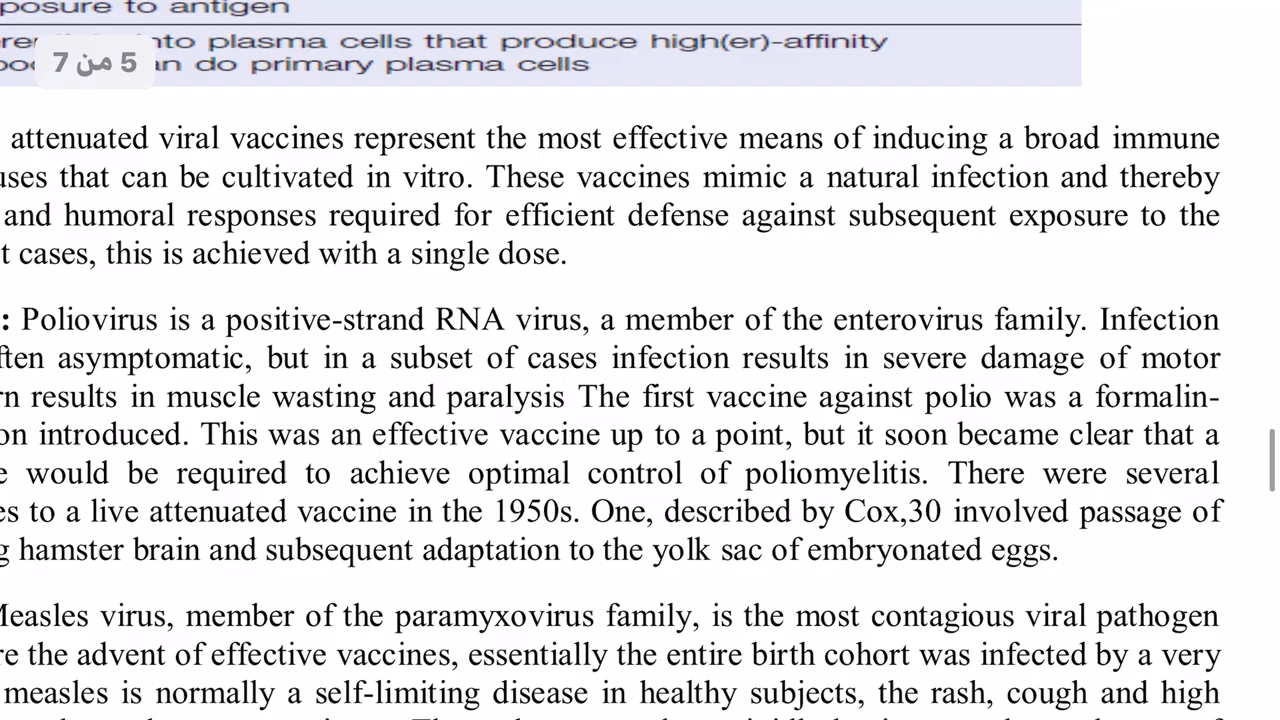 posure to antigen
into plasma cells that produce high(er)-affinity
an do primary plasma cells
5 من 7
attenuated viral vaccines represent the most effective means of inducing a broad immune
uses that can be cultivated in vitro. These vaccines mimic a natural infection and thereby
and humoral responses required for efficient defense against subsequent exposure to the
t cases, this is achieved with a single dose.
: Poliovirus is a positive-strand RNA virus, a member of the enterovirus family. Infection
ften asymptomatic, but in a subset of cases infection results in severe damage of motor
rn results in muscle wasting and paralysis The first vaccine against polio was a formalin-
on introduced. This was an effective vaccine up to a point, but it soon became clear that a
e would be required to achieve optimal control of poliomyelitis. There were several
es to a live attenuated vaccine in the 1950s. One, described by Cox,30 involved passage of
g hamster brain and subsequent adaptation to the yolk sac of embryonated eggs.
Measles virus, member of the paramyxovirus family, is the most contagious viral pathogen
re the advent of effective vaccines, essentially the entire birth cohort was infected by a very
measles is normally a self-limiting disease in healthy subjects, the rash, cough and high